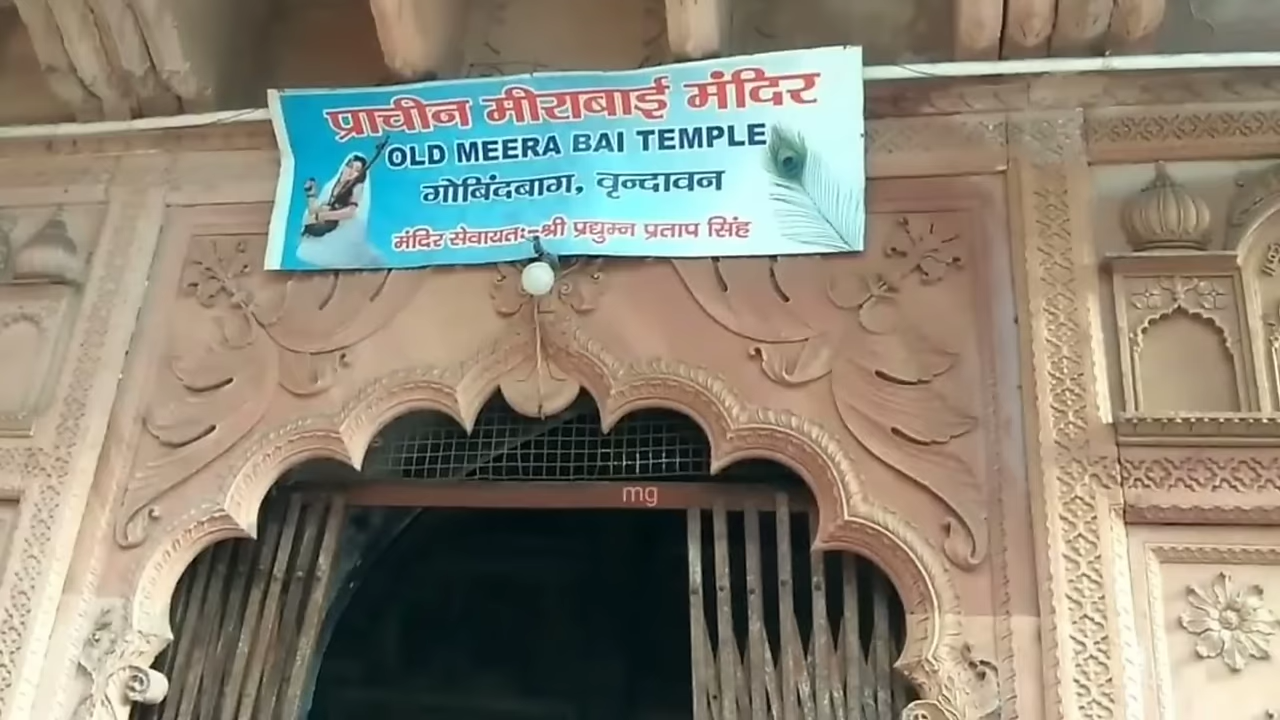 प्राचीन मीराबाई मंदिर
OLD MEERA BAI TEMPLE
गोबिंदबाग, वृन्दावन
मंदिर सेवायतः-श्री प्रद्युम्न प्रताप सिंह
mg